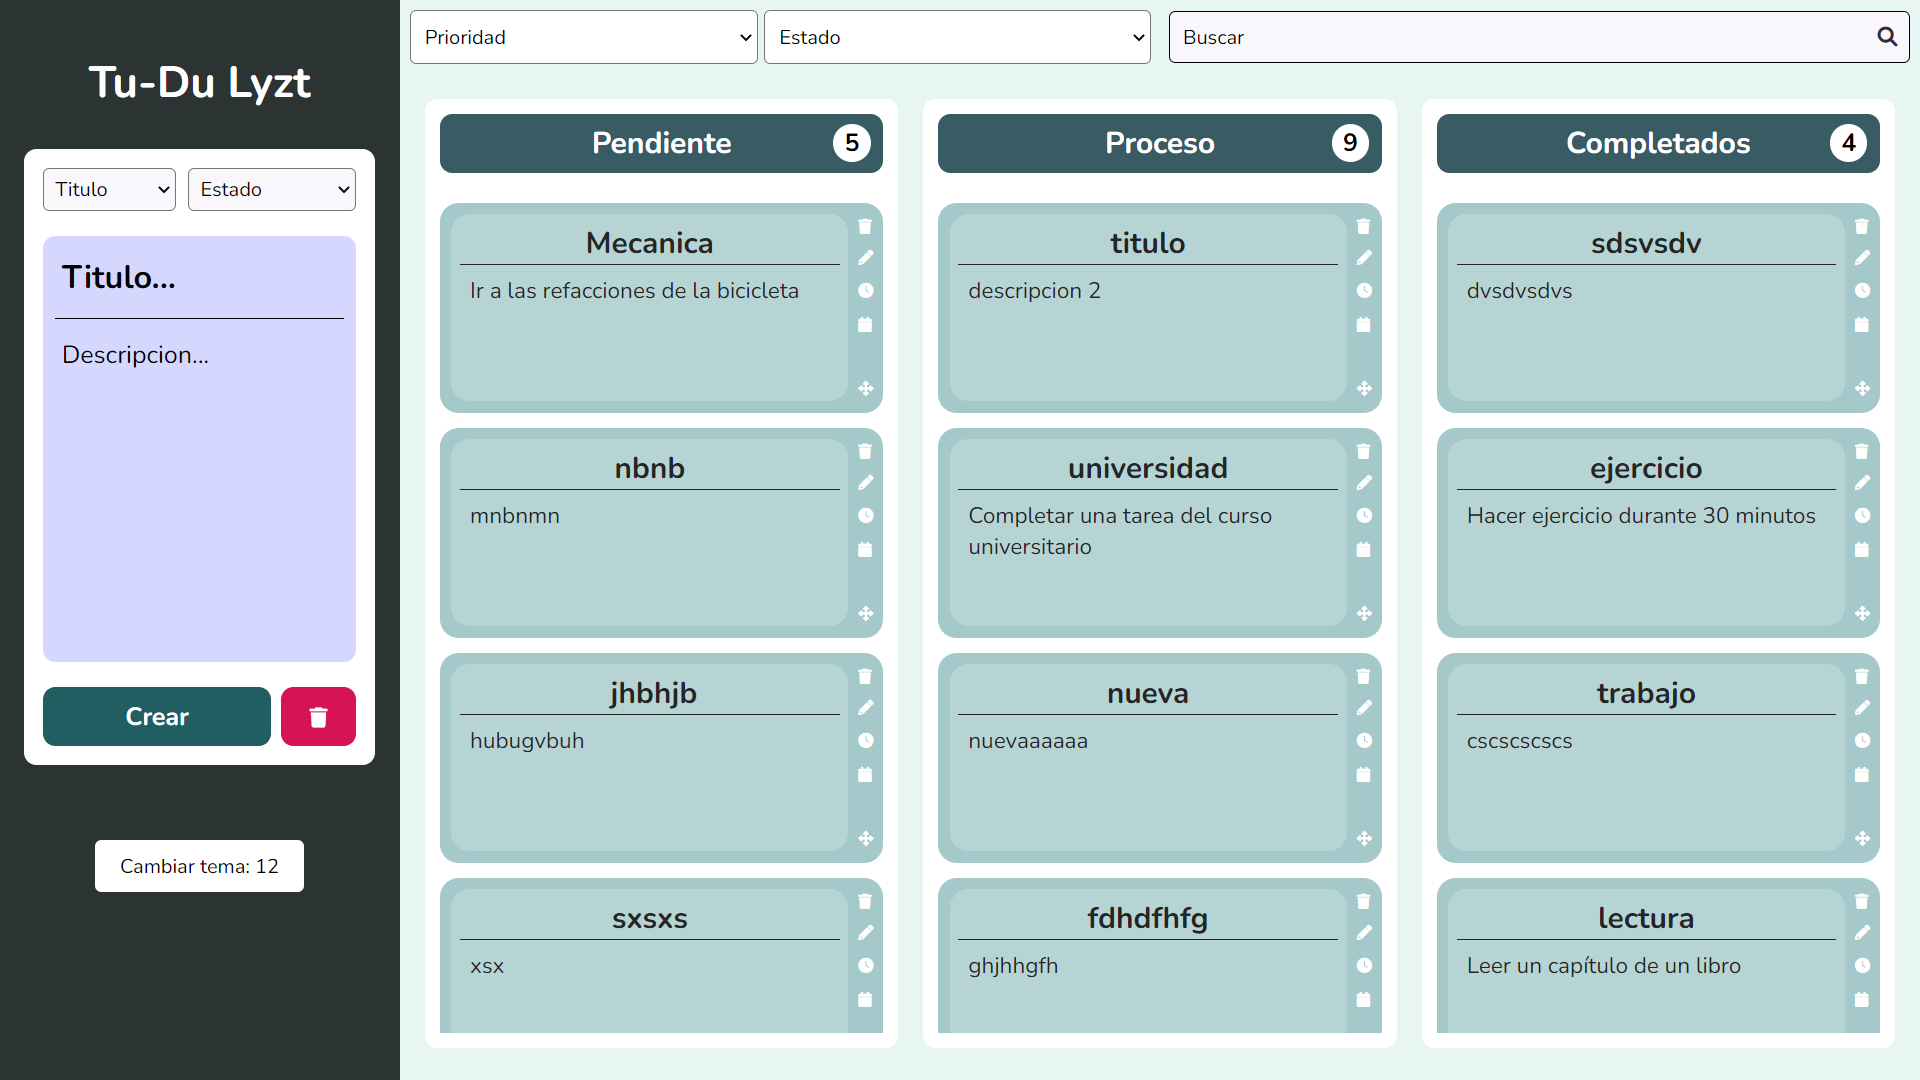 Tu-Du Lyzt
Titulo
Estado
Titulo...
Descripcion...
Crear
Cambiar tema: 12
Prioridad
Estado
Buscar
Pendiente
5
Mecanica
Ir a las refacciones de la bicicleta
nbnb
mnbnmn
jhbhjb
hubugvbuh
sxsxs
xsx
Proceso
9
titulo
descripcion 2
universidad
Completar una tarea del curso
universitario
nueva
nuevaaaaaa
fdhdfhfg
ghjhhgfh
Completados
4
sdsvsdv
dvsdvsdvs
ejercicio
Hacer ejercicio durante 30 minutos
trabajo
cscscscscs
lectura
Leer un capítulo de un libro